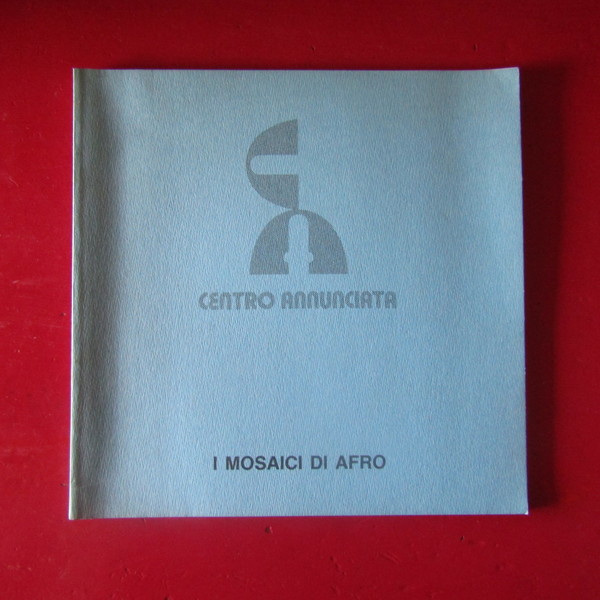 CENTRO ANNUNCIATA
I MOSAICI DI AFRO